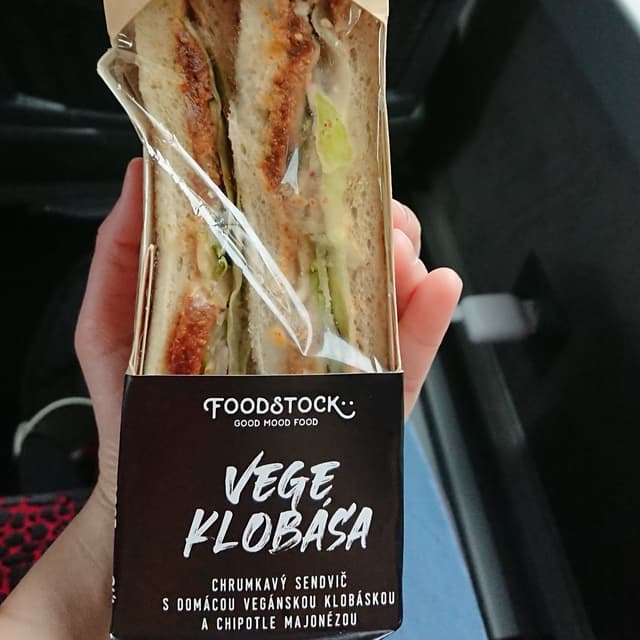 FOODSTOCK
GOOD MOOD FOOD
VEGE
KLOBÁSA
CHRUMKAVÝ SENDVIČ
S DOMÁCOU VEGÁNSKOU KLOBÁSKOU
A CHIPOTLE MAJONÉZOU